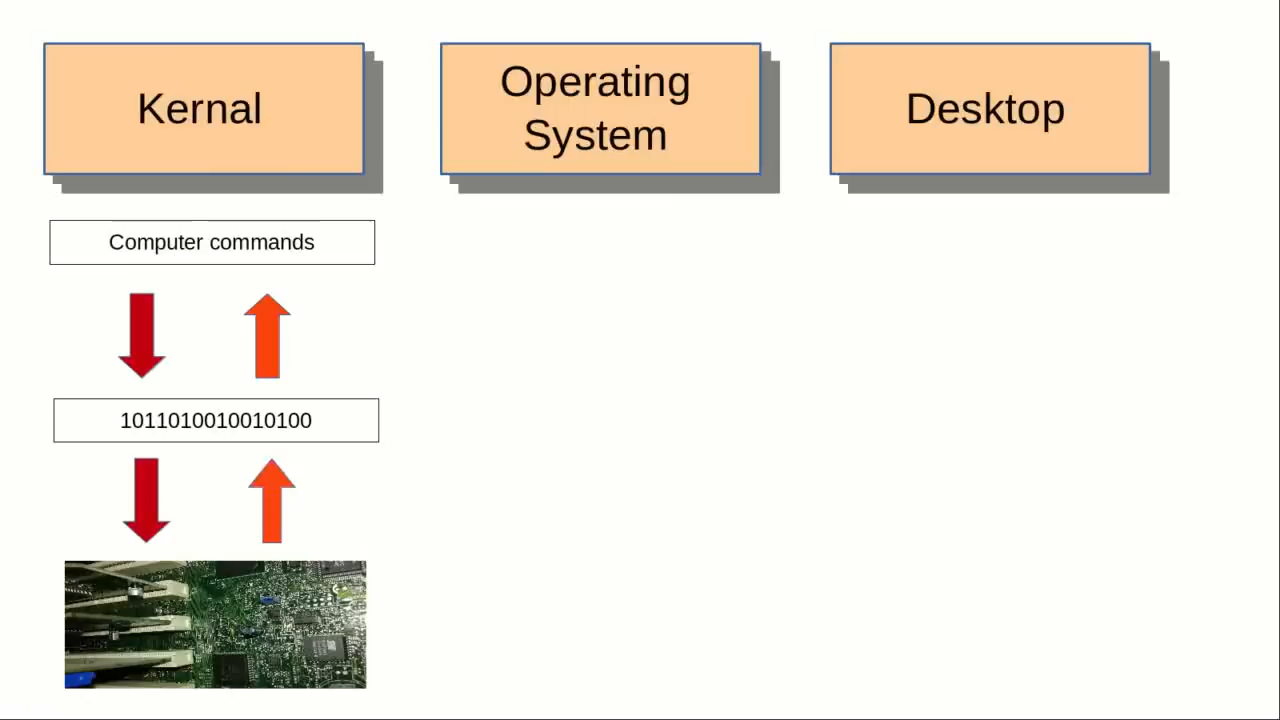 Kernal
Operating
System
Desktop
Computer commands
1011010010010100